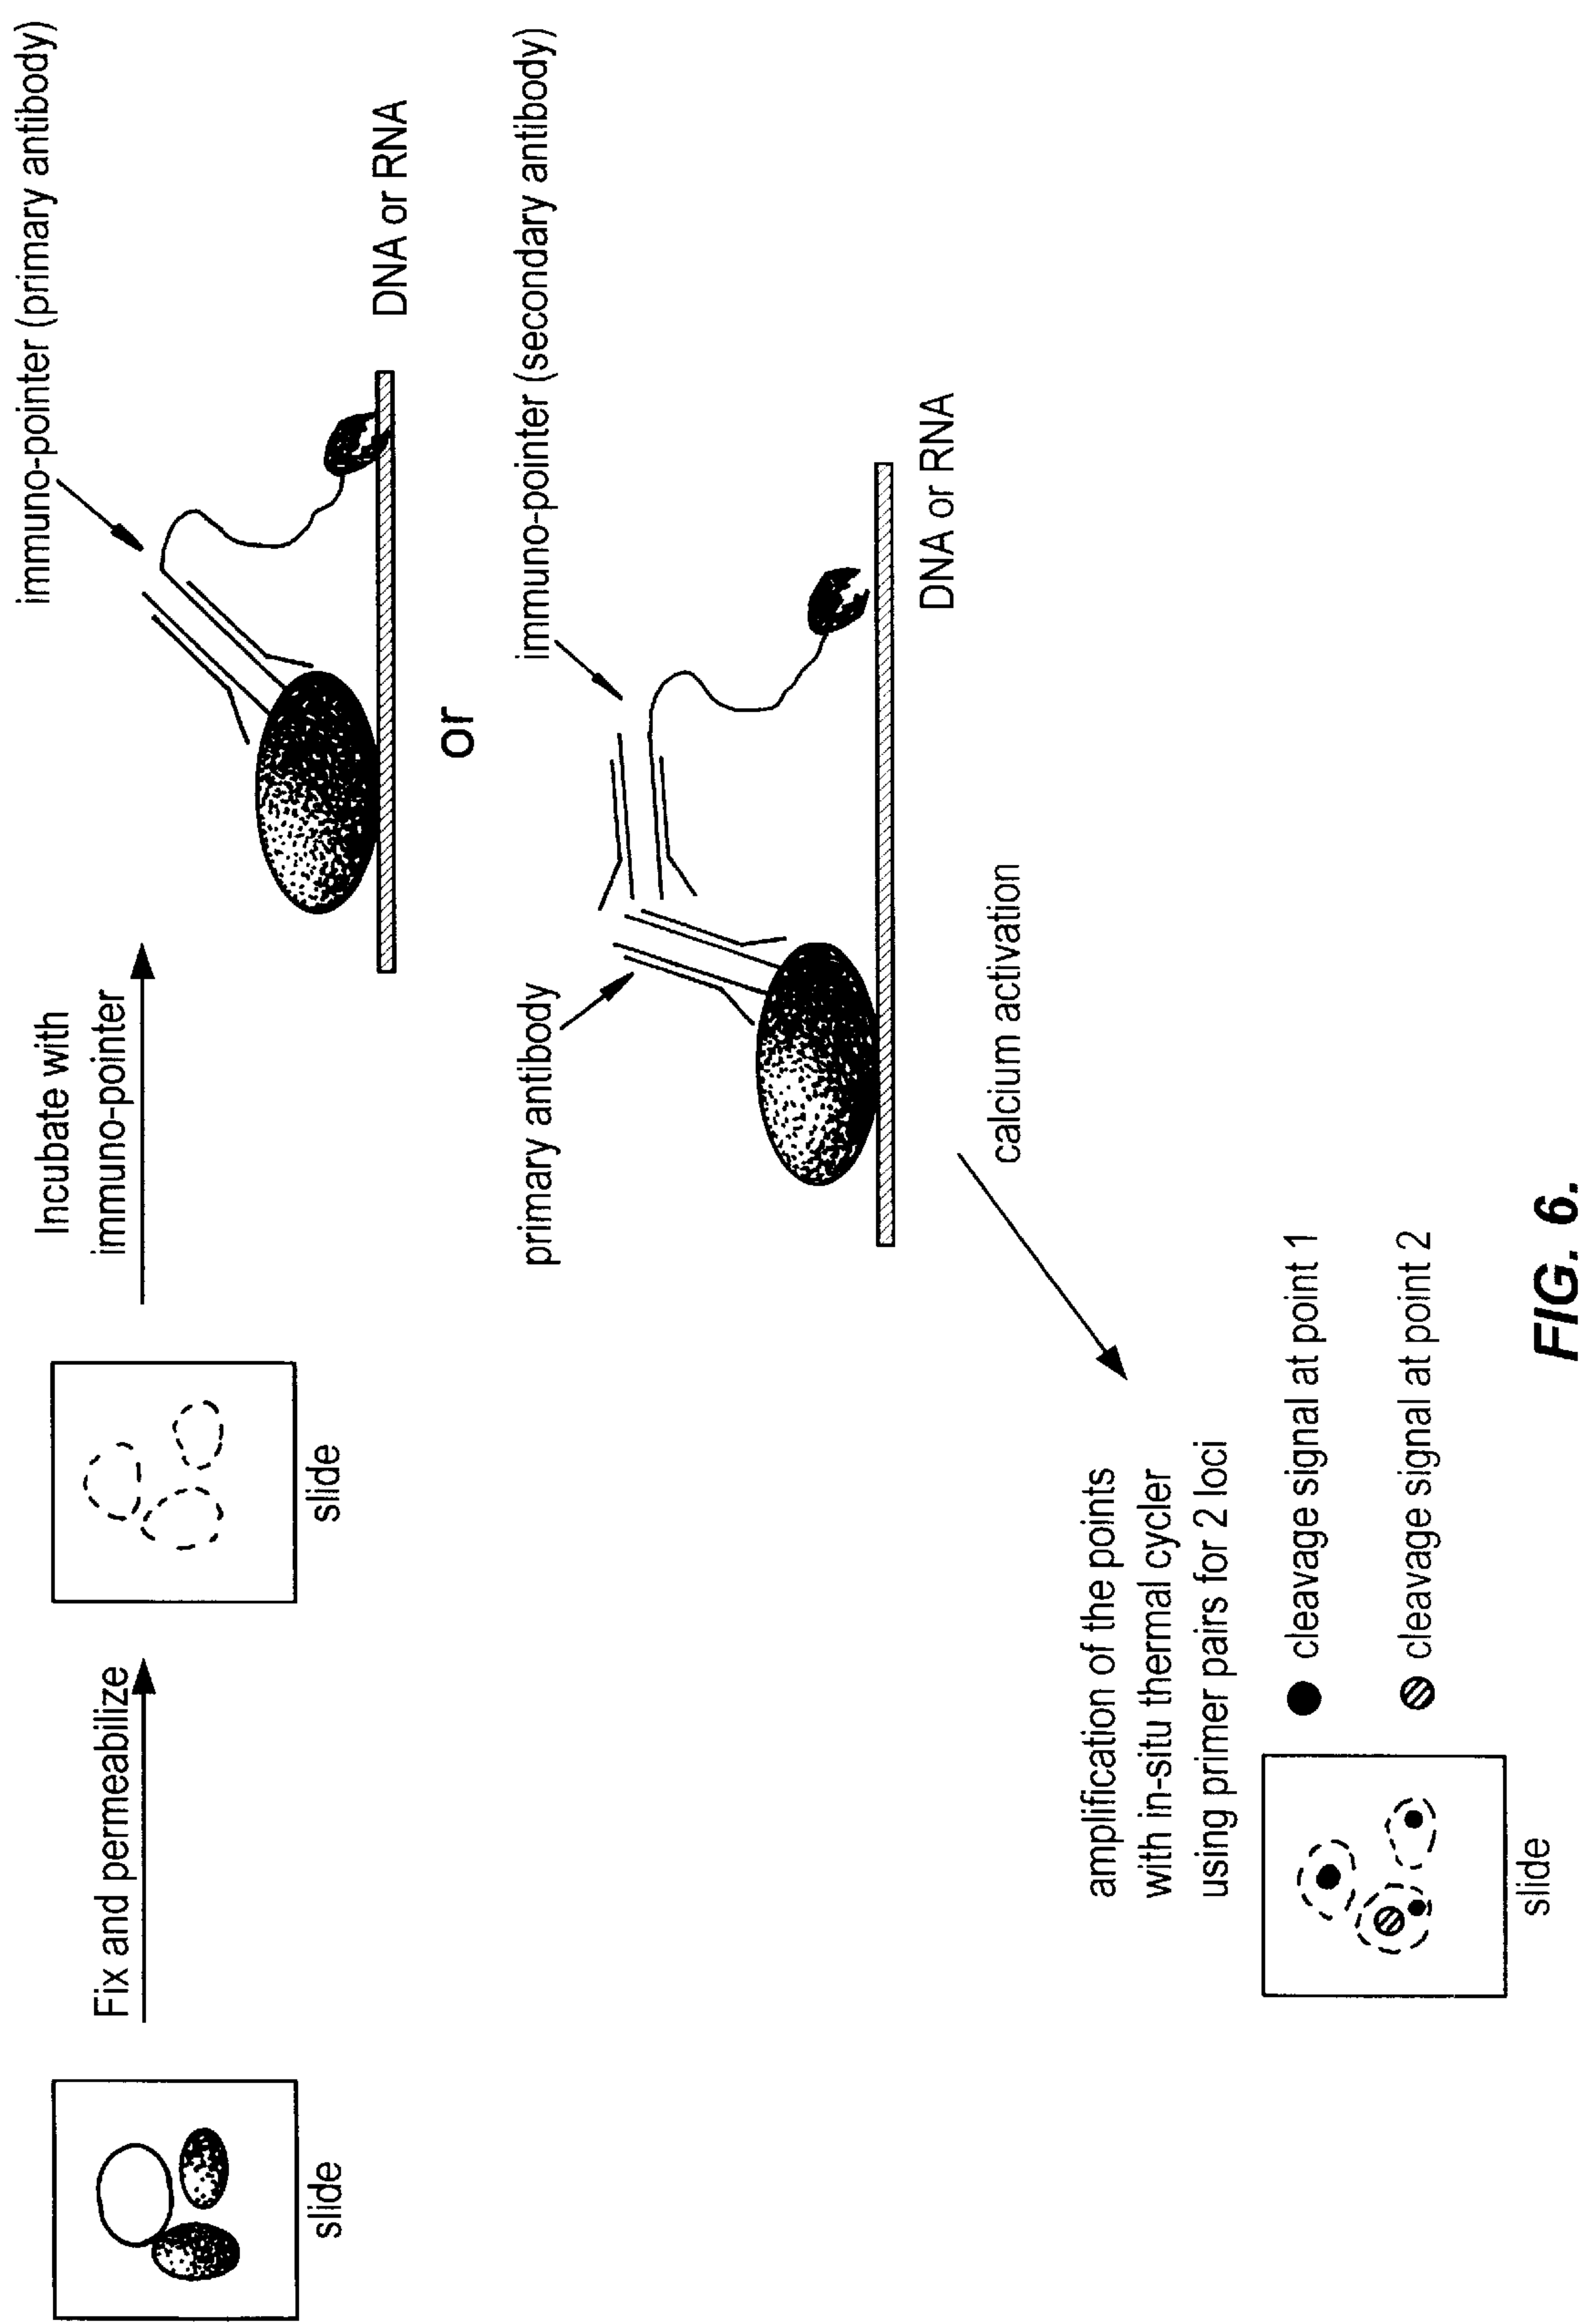 slide
Fix and permeabilize
slide
Incubate with
immuno-pointer
immuno-pointer (primary antibody)
DNA or RNA
or
primary antibody
immuno-pointer (secondary antibody)
DNA or RNA
calcium activation
amplification of the points
with in-situ thermal cycler
using primer pairs for 2 loci
cleavage signal at point 1
cleavage signal at point 2
slide
FIG. 6.